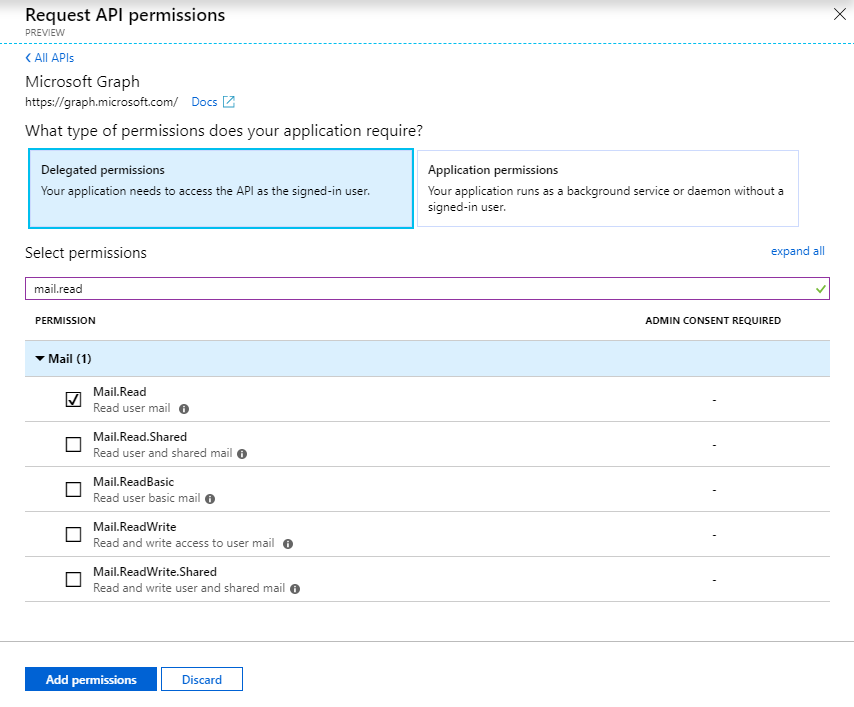 Request API permissions
PREVIEW
All APIs
Microsoft Graph
https://graph.microsoft.com/ Docs
What type of permissions does your application require?
Delegated permissions
Your application needs to access the API as the signed-in user.
Application permissions
Your application runs as a background service or daemon without a
signed-in user.
Select permissions
expand all
mail.read
PERMISSION ADMIN CONSENT REQUIRED
Mail (1)
Mail.Read
Read user mail
-
Mail.Read.Shared
Read user and shared mail
-
Mail.ReadBasic
Read user basic mail
-
Mail.ReadWrite
Read and write access to user mail
-
Mail.ReadWrite.Shared
Read and write user and shared mail
-
Add permissions Discard